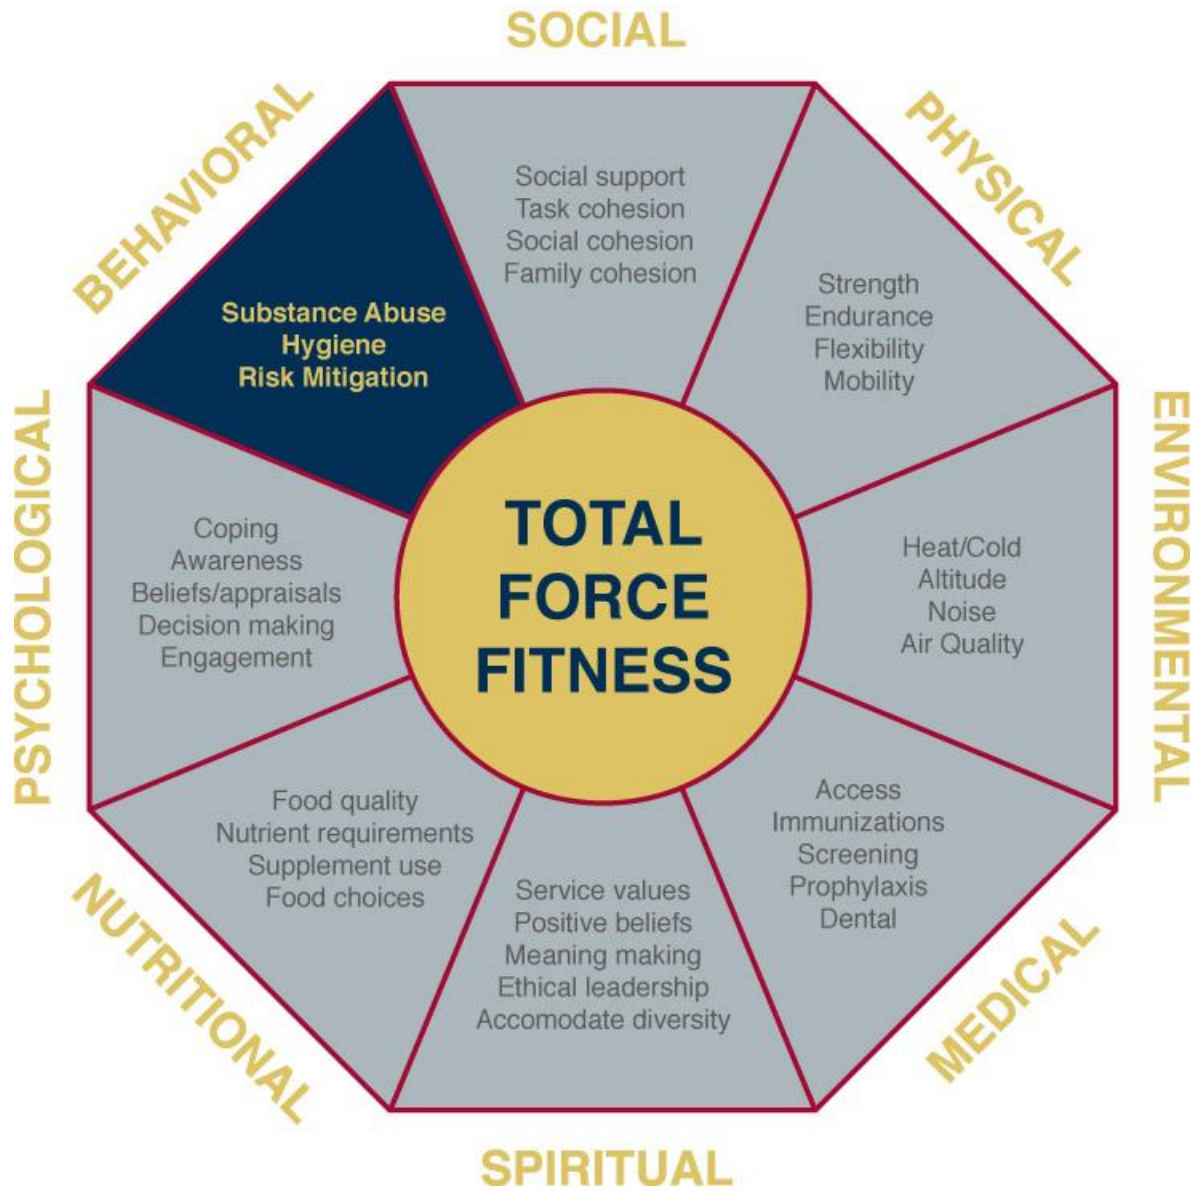 SOCIAL
PHYSICAL
ENVIRONMENTAL
MEDICAL
SPIRITUAL
NUTRITIONAL
PSYCHOLOGICAL
BEHAVIORAL
Social support
Task cohesion
Social cohesion
Family cohesion
Strength
Endurance
Flexibility
Mobility
Heat/Cold
Altitude
Noise
Air Quality
Access
Immunizations
Screening
Prophylaxis
Dental
Service values
Positive beliefs
Meaning making
Ethical leadership
Accomodate diversity
Food quality
Nutrient requirements
Supplement use
Food choices
Coping
Awareness
Beliefs/appraisals
Decision making
Engagement
Substance Abuse
Hygiene
Risk Mitigation
TOTAL
FORCE
FITNESS